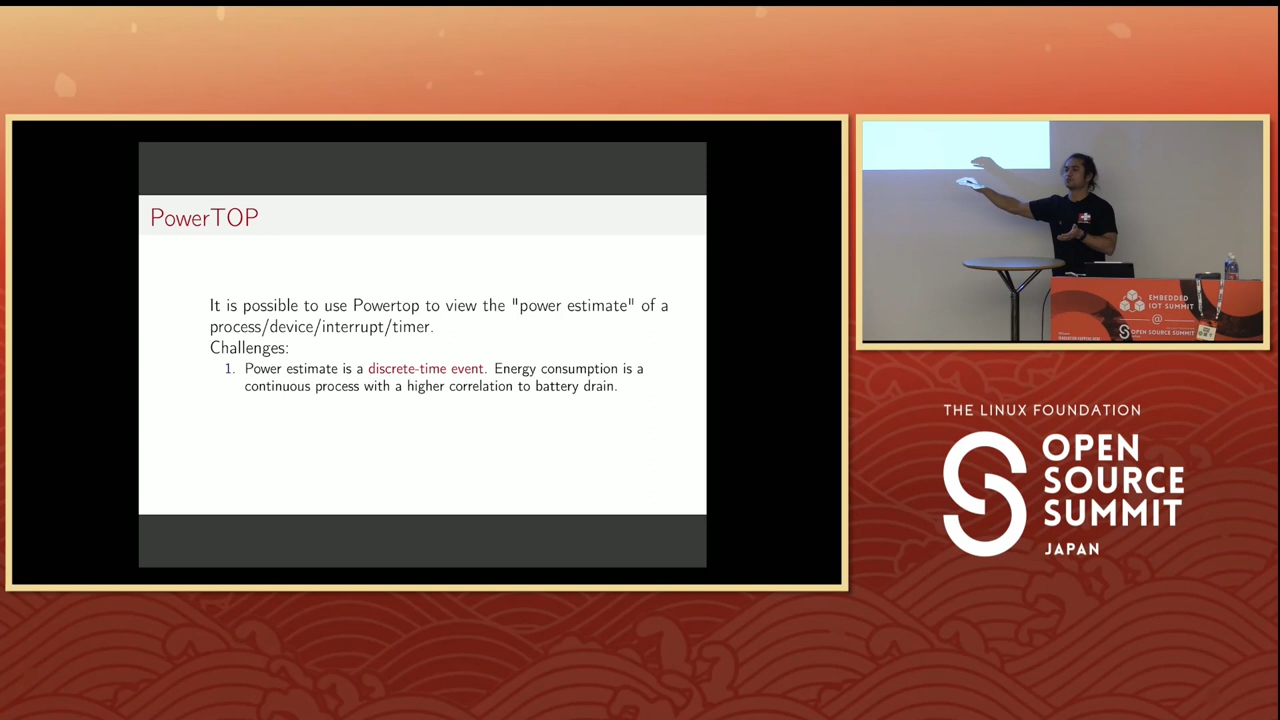 PowerTOP
It is possible to use Powertop to view the "power estimate" of a
process/device/interrupt/timer.
Challenges:
1. Power estimate is a discrete-time event. Energy consumption is a
continuous process with a higher correlation to battery drain.
EMBEDDED
IOT SUMMIT
@
OPEN SOURCE SUMMIT
THE LINUX FOUNDATION
OPEN
SOURCE
SUMMIT
JAPAN